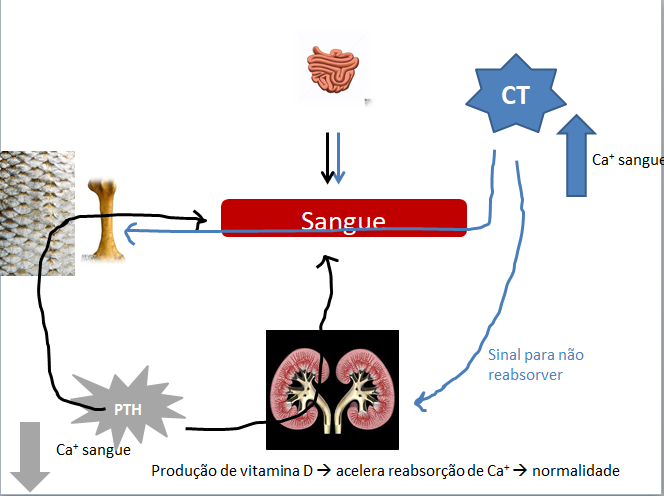 CT
Ca⁺ sangue
Sangue
Sinal para não
reabsorver
PTH
Ca⁺ sangue
Produção de vitamina D → acelera reabsorção de Ca⁺ → normalidade